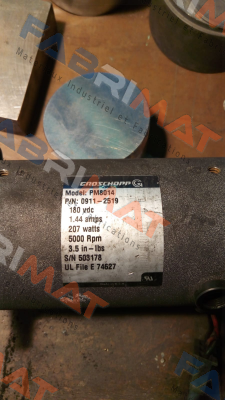 FABRIMAT
GROSCHOPP
Model: PM8014
P/N: 0911-2519
180 vdc
1.44 amps
207 watts
5000 Rpm
3.5 in-lbs
S/N 503178
UL File E 74627
FABRIMAT